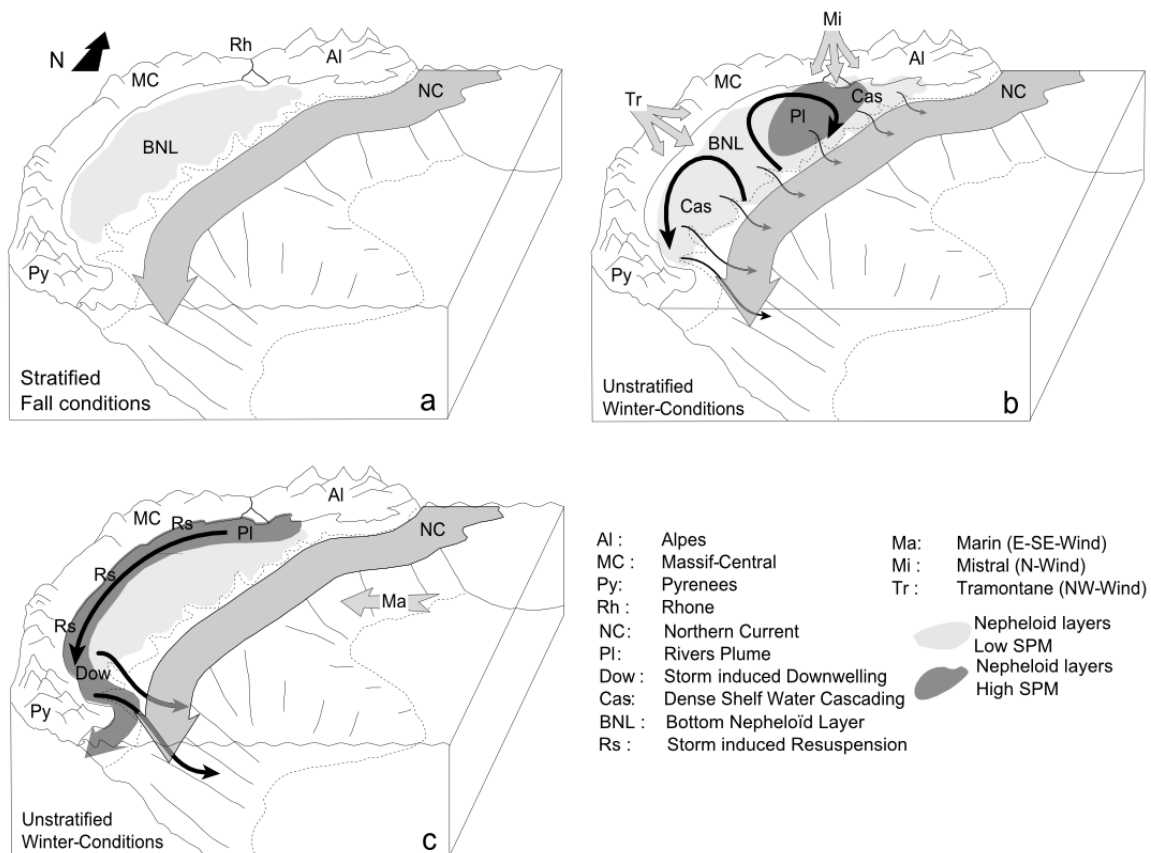 a
N
Rh
Al
MC
NC
BNL
Py
Stratified
Fall conditions
a
Mi
Al
MC
Cas
NC
Tr
Pl
BNL
Cas
Py
Unstratified
Winter-Conditions
b
Al
MC
Rs
Pl
NC
Rs
Ma
Rs
Dow
Py
Unstratified
Winter-Conditions
c
Al : Alpes
MC : Massif-Central
Py: Pyrenees
Rh : Rhone
NC: Northern Current
Pl: Rivers Plume
Dow : Storm induced Downwelling
Cas: Dense Shelf Water Cascading
BNL : Bottom Nepheloïd Layer
Rs : Storm induced Resuspension
Ma: Marin (E-SE-Wind)
Mi : Mistral (N-Wind)
Tr : Tramontane (NW-Wind)
Nepheloid layers
Low SPM
Nepheloid layers
High SPM